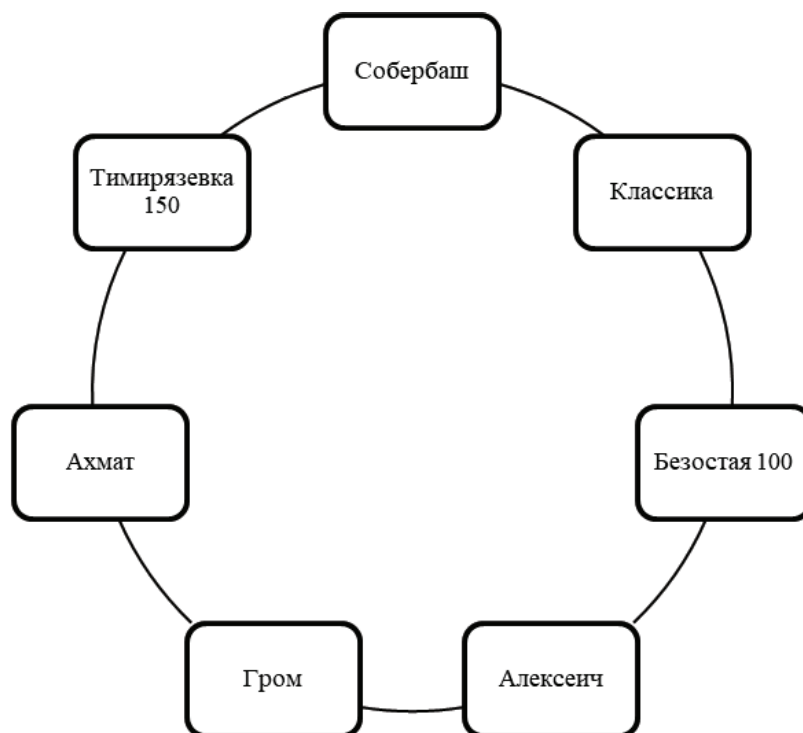 Собербаш
Тимирязевка
150
Классика
Ахмат
Безостая 100
Гром
Алексеич